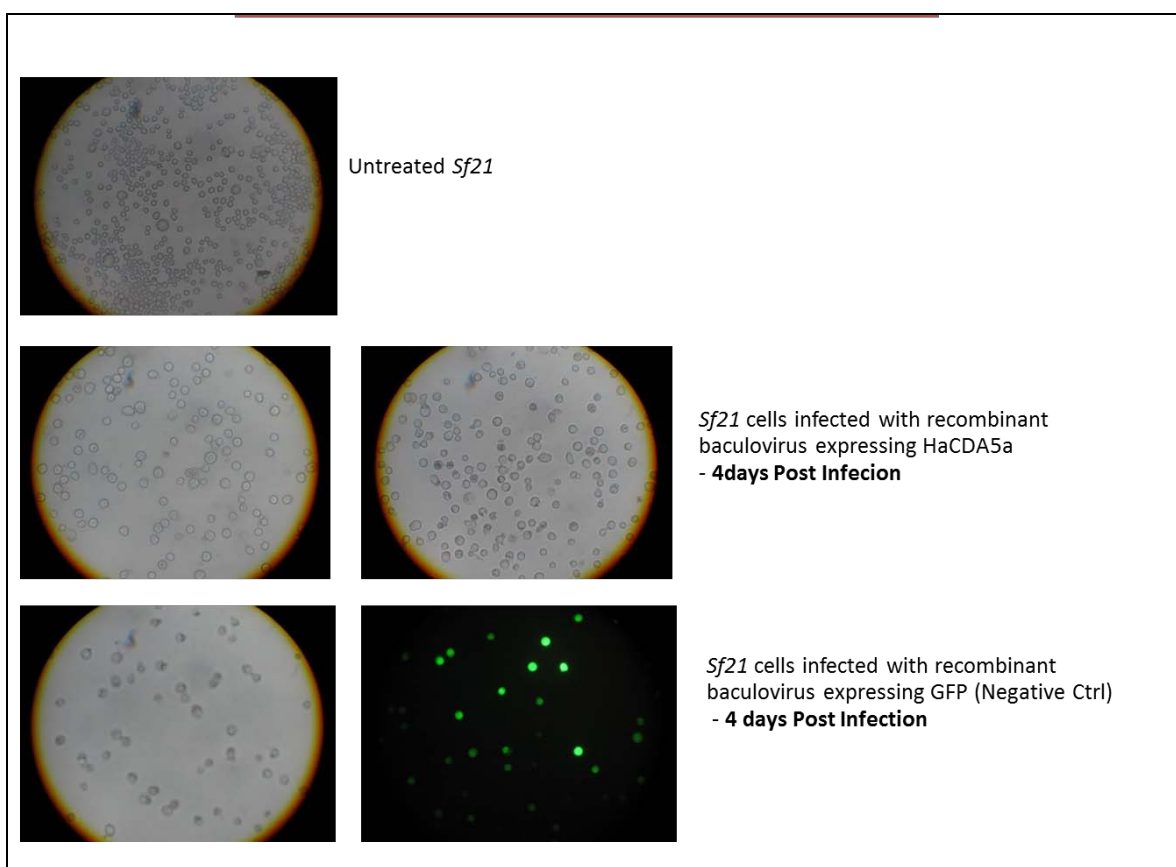 Untreated Sf21
Sf21 cells infected with recombinant
baculovirus expressing HaCDA5a
- 4days Post Infecion
Sf21 cells infected with recombinant
baculovirus expressing GFP (Negative Ctrl)
- 4 days Post Infection